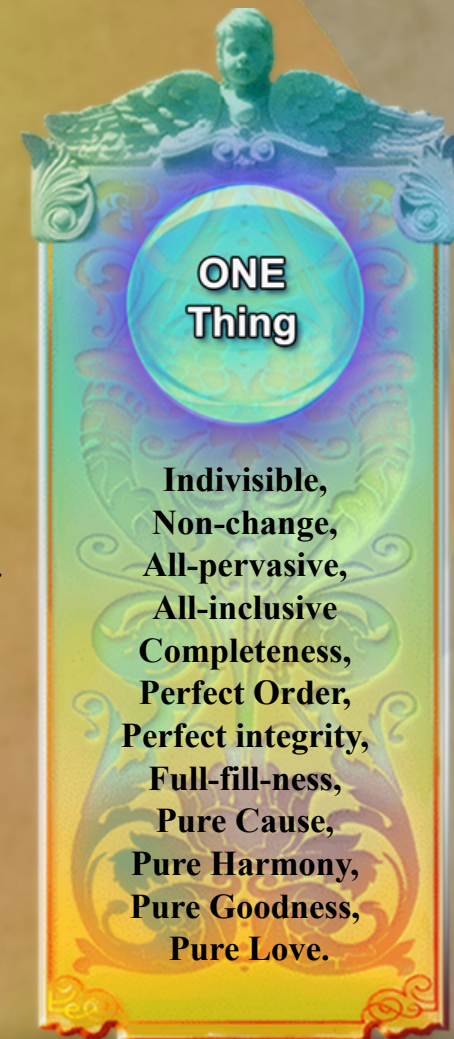 ONE
Thing
Indivisible,
Non-change,
All-pervasive,
All-inclusive
Completeness,
Perfect Order,
Perfect integrity,
Full-fill-ness,
Pure Cause,
Pure Harmony,
Pure Goodness,
Pure Love.